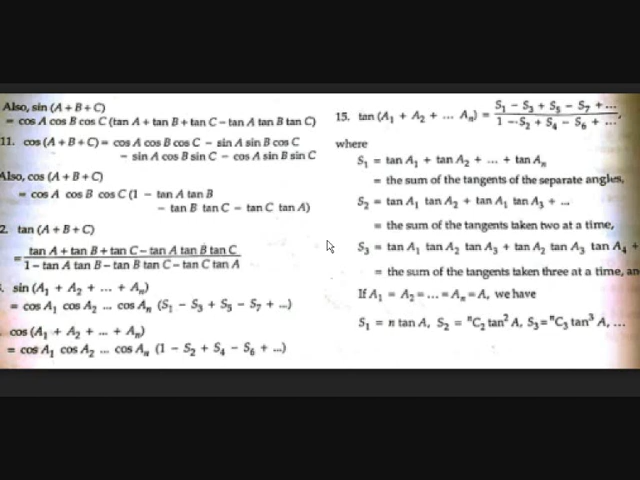 Also, sin (A + B + C)
= cos A cos B cos C (tan A + tan B + tan C – tan A tan B tan C)
11. cos (A + B + C) = cos A cos B cos C – sin A sin B cos C
– sin A cos B sin C – cos A sin B sin C
Also, cos (A + B + C)
= cos A cos B cos C (1 – tan A tan B
– tan B tan C – tan C tan A)
2. tan (A + B + C)
= (tan A + tan B + tan C – tan A tan B tan C) / (1 – tan A tan B – tan B tan C – tan C tan A)
. sin (A₁ + A₂ + ... + Aₙ)
= cos A₁ cos A₂ ... cos Aₙ (S₁ – S₃ + S₅ – S₇ + ...)
cos (A₁ + A₂ + ... + Aₙ)
= cos A₁ cos A₂ ... cos Aₙ (1 – S₂ + S₄ – S₆ + ...)
15. tan (A₁ + A₂ + ... Aₙ) = (S₁ – S₃ + S₅ – S₇ + ...) / (1 – S₂ + S₄ – S₆ + ...),
where
S₁ = tan A₁ + tan A₂ + ... + tan Aₙ
= the sum of the tangents of the separate angles,
S₂ = tan A₁ tan A₂ + tan A₁ tan A₃ + ...
= the sum of the tangents taken two at a time,
S₃ = tan A₁ tan A₂ tan A₃ + tan A₂ tan A₃ tan A₄ +
= the sum of the tangents taken three at a time, an
If A₁ = A₂ = ... = Aₙ = A, we have
S₁ = n tan A, S₂ = ⁿC₂ tan² A, S₃ = ⁿC₃ tan³ A, ...